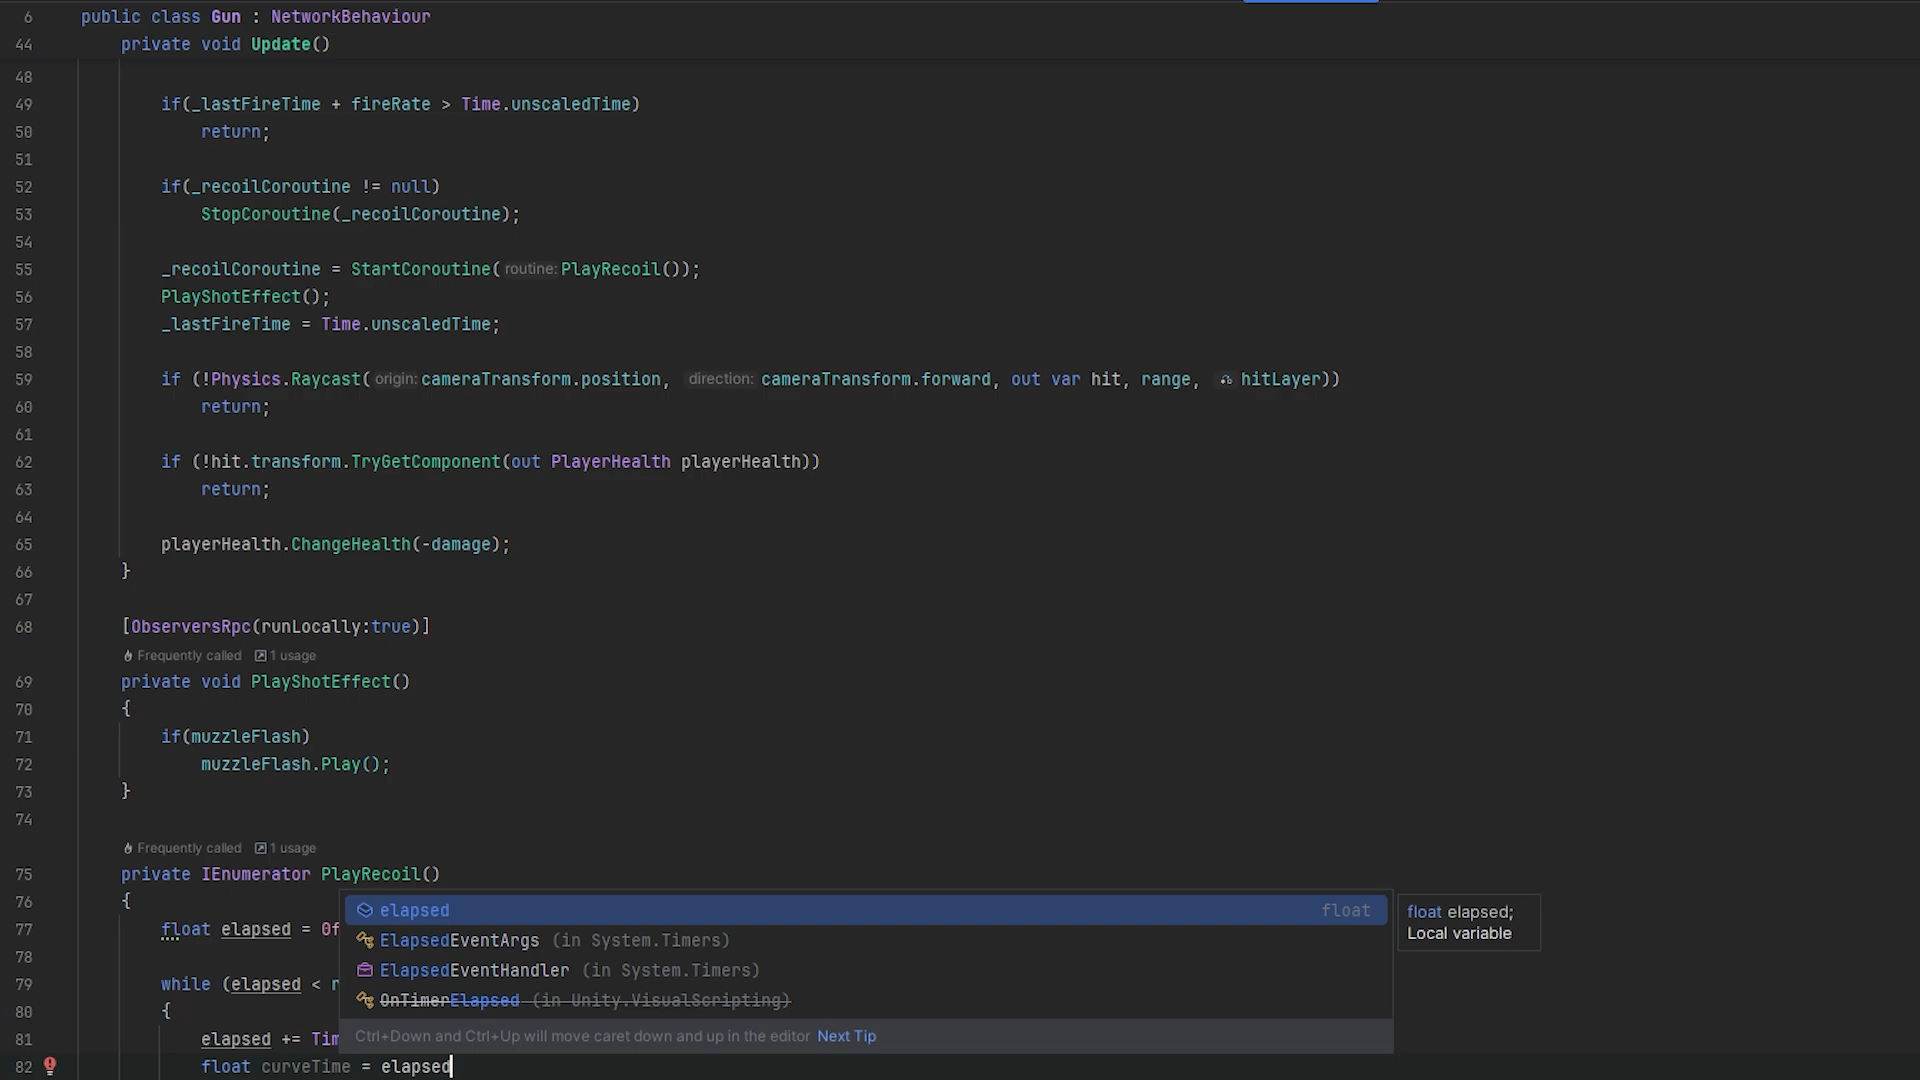 6 public class Gun : NetworkBehaviour
44 private void Update()
48
49 if(_lastFireTime + fireRate > Time.unscaledTime)
50 return;
51
52 if(_recoilCoroutine != null)
53 StopCoroutine(_recoilCoroutine);
54
55 _recoilCoroutine = StartCoroutine( routine: PlayRecoil());
56 PlayShotEffect();
57 _lastFireTime = Time.unscaledTime;
58
59 if (!Physics.Raycast( origin: cameraTransform.position, direction: cameraTransform.forward, out var hit, range, hitLayer))
60 return;
61
62 if (!hit.transform.TryGetComponent(out PlayerHealth playerHealth))
63 return;
64
65 playerHealth.ChangeHealth(-damage);
66 }
67
68 [ObserversRpc(runLocally:true)]
Frequently called 1 usage
69 private void PlayShotEffect()
70 {
71 if(muzzleFlash)
72 muzzleFlash.Play();
73 }
74
Frequently called 1 usage
75 private IEnumerator PlayRecoil()
76 {
77 float elapsed = 0f
78
79 while (elapsed < r
80 {
81 elapsed += Tim
82 float curveTime = elapsed
elapsed float
ElapsedEventArgs (in System.Timers)
ElapsedEventHandler (in System.Timers)
OnTimerElapsed (in Unity.VisualScripting)
Ctrl+Down and Ctrl+Up will move caret down and up in the editor Next Tip
float elapsed;
Local variable